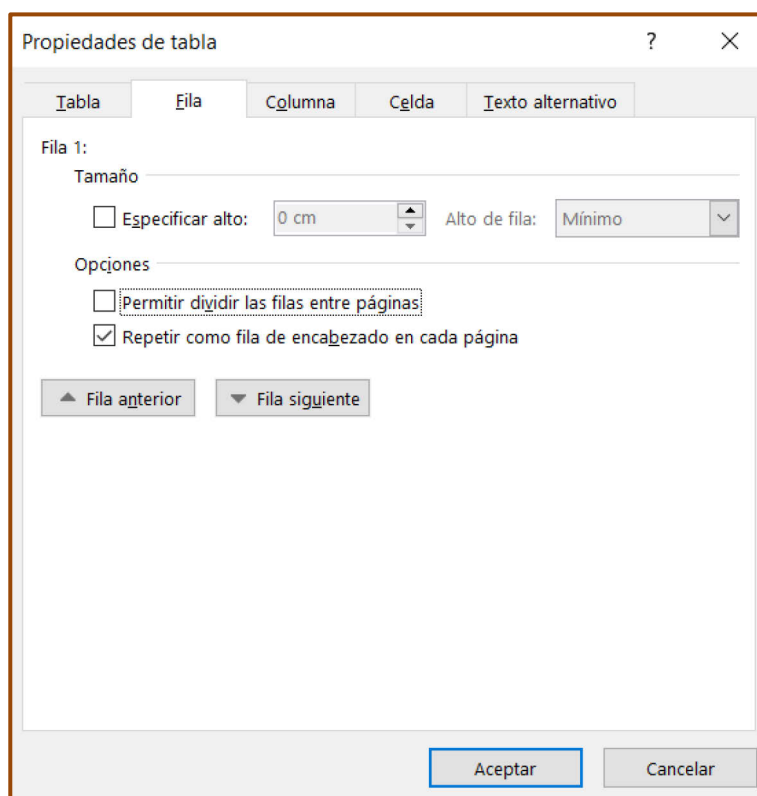 Propiedades de tabla ?
Tabla Fila Columna Celda Texto alternativo
Fila 1:
Tamaño
Especificar alto: 0 cm Alto de fila: Mínimo
Opciones
Permitir dividir las filas entre páginas
Repetir como fila de encabezado en cada página
Fila anterior Fila siguiente
Aceptar Cancelar